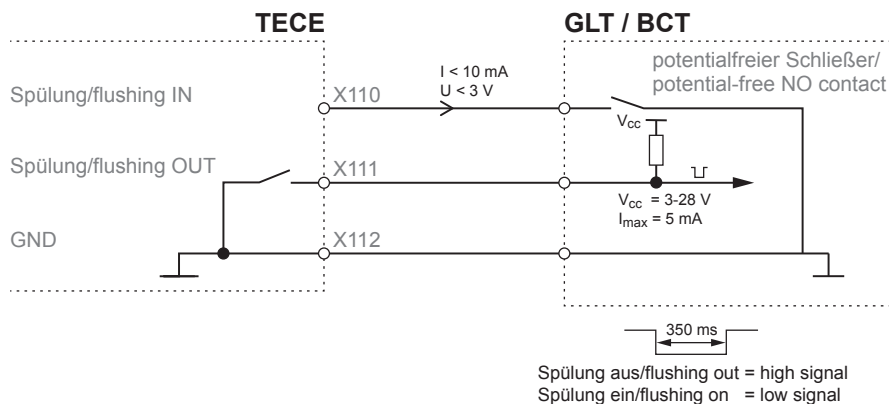 TECE
GLT / BCT
potentialfreier Schließer/
potential-free NO contact
I < 10 mA
U < 3 V
Spülung/flushing IN
X110
Vcc
Spülung/flushing OUT
X111
Vcc = 3-28 V
Imax = 5 mA
GND
X112
350 ms
Spülung aus/flushing out = high signal
Spülung ein/flushing on = low signal